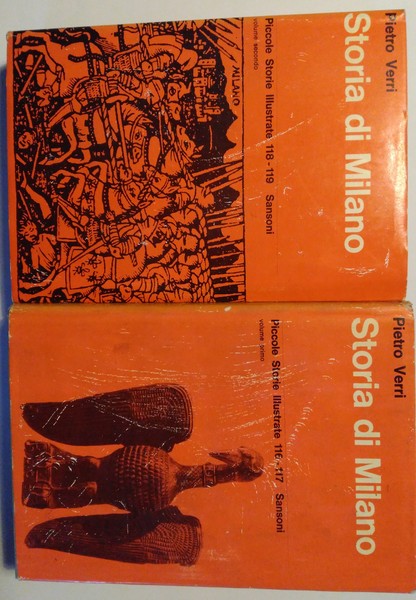 Pietro Verri
Storia di Milano
Piccole Storie Illustrate 118-119 Sansoni
volume secondo
MILANO
Pietro Verri
Storia di Milano
Piccole Storie Illustrate 116-117 Sansoni
volume primo